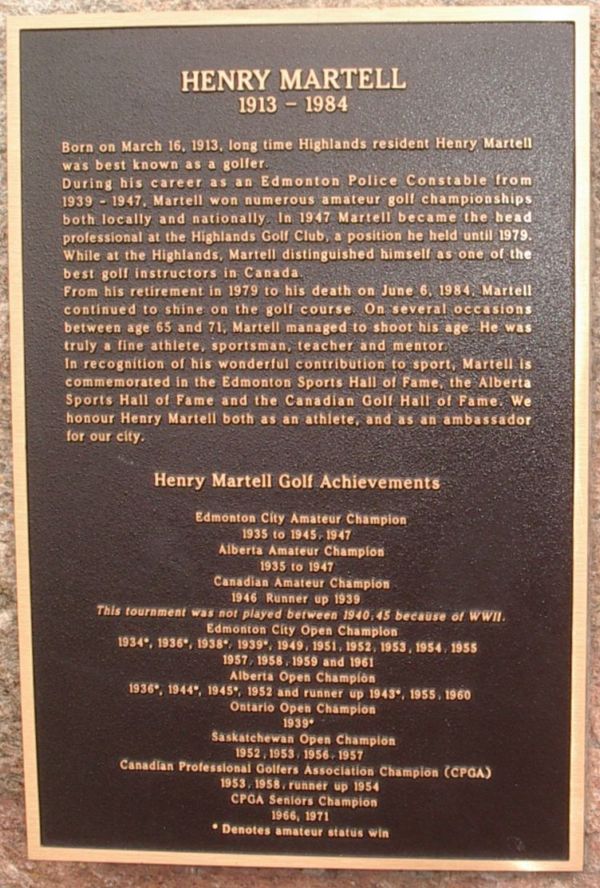 HENRY MARTELL
1913 – 1984
Born on March 16, 1913, long time Highlands resident Henry Martell
was best known as a golfer.
During his career as an Edmonton Police Constable from
1939 – 1947, Martell won numerous amateur golf championships
both locally and nationally. In 1947 Martell became the head
professional at the Highlands Golf Club, a position he held until 1979.
While at the Highlands, Martell distinguished himself as one of the
best golf instructors in Canada.
From his retirement in 1979 to his death on June 6, 1984, Martell
continued to shine on the golf course. On several occasions
between age 65 and 71, Martell managed to shoot his age. He was
truly a fine athlete, sportsman, teacher and mentor.
In recognition of his wonderful contribution to sport, Martell is
commemorated in the Edmonton Sports Hall of Fame, the Alberta
Sports Hall of Fame and the Canadian Golf Hall of Fame. We
honour Henry Martell both as an athlete, and as an ambassador
for our city.
Henry Martell Golf Achievements
Edmonton City Amateur Champion
1935 to 1945, 1947
Alberta Amateur Champion
1935 to 1947
Canadian Amateur Champion
1946 Runner up 1939
This tournment was not played between 1940-45 because of WWII.
Edmonton City Open Champion
1934*, 1936*, 1938*, 1939*, 1949, 1951, 1952, 1953, 1954, 1955
1957, 1958, 1959 and 1961
Alberta Open Champion
1936*, 1944*, 1945*, 1952 and runner up 1943*, 1955, 1960
Ontario Open Champion
1939*
Saskatchewan Open Champion
1952, 1953, 1956, 1957
Canadian Professional Golfers Association Champion (CPGA)
1953, 1958, runner up 1954
CPGA Seniors Champion
1966, 1971
* Denotes amateur status win